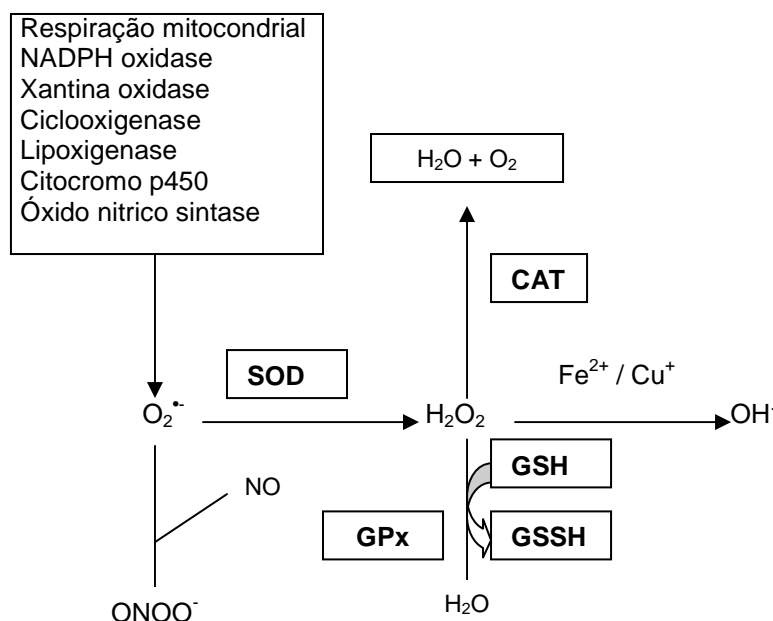 Respiração mitocondrial
NADPH oxidase
Xantina oxidase
Ciclooxigenase
Lipoxigenase
Citocromo p450
Óxido nitrico sintase
H₂O + O₂
CAT
SOD
Fe²⁺ / Cu⁺
O₂•⁻
H₂O₂
OH
GSH
NO
GPx
GSSH
ONOO⁻
H₂O